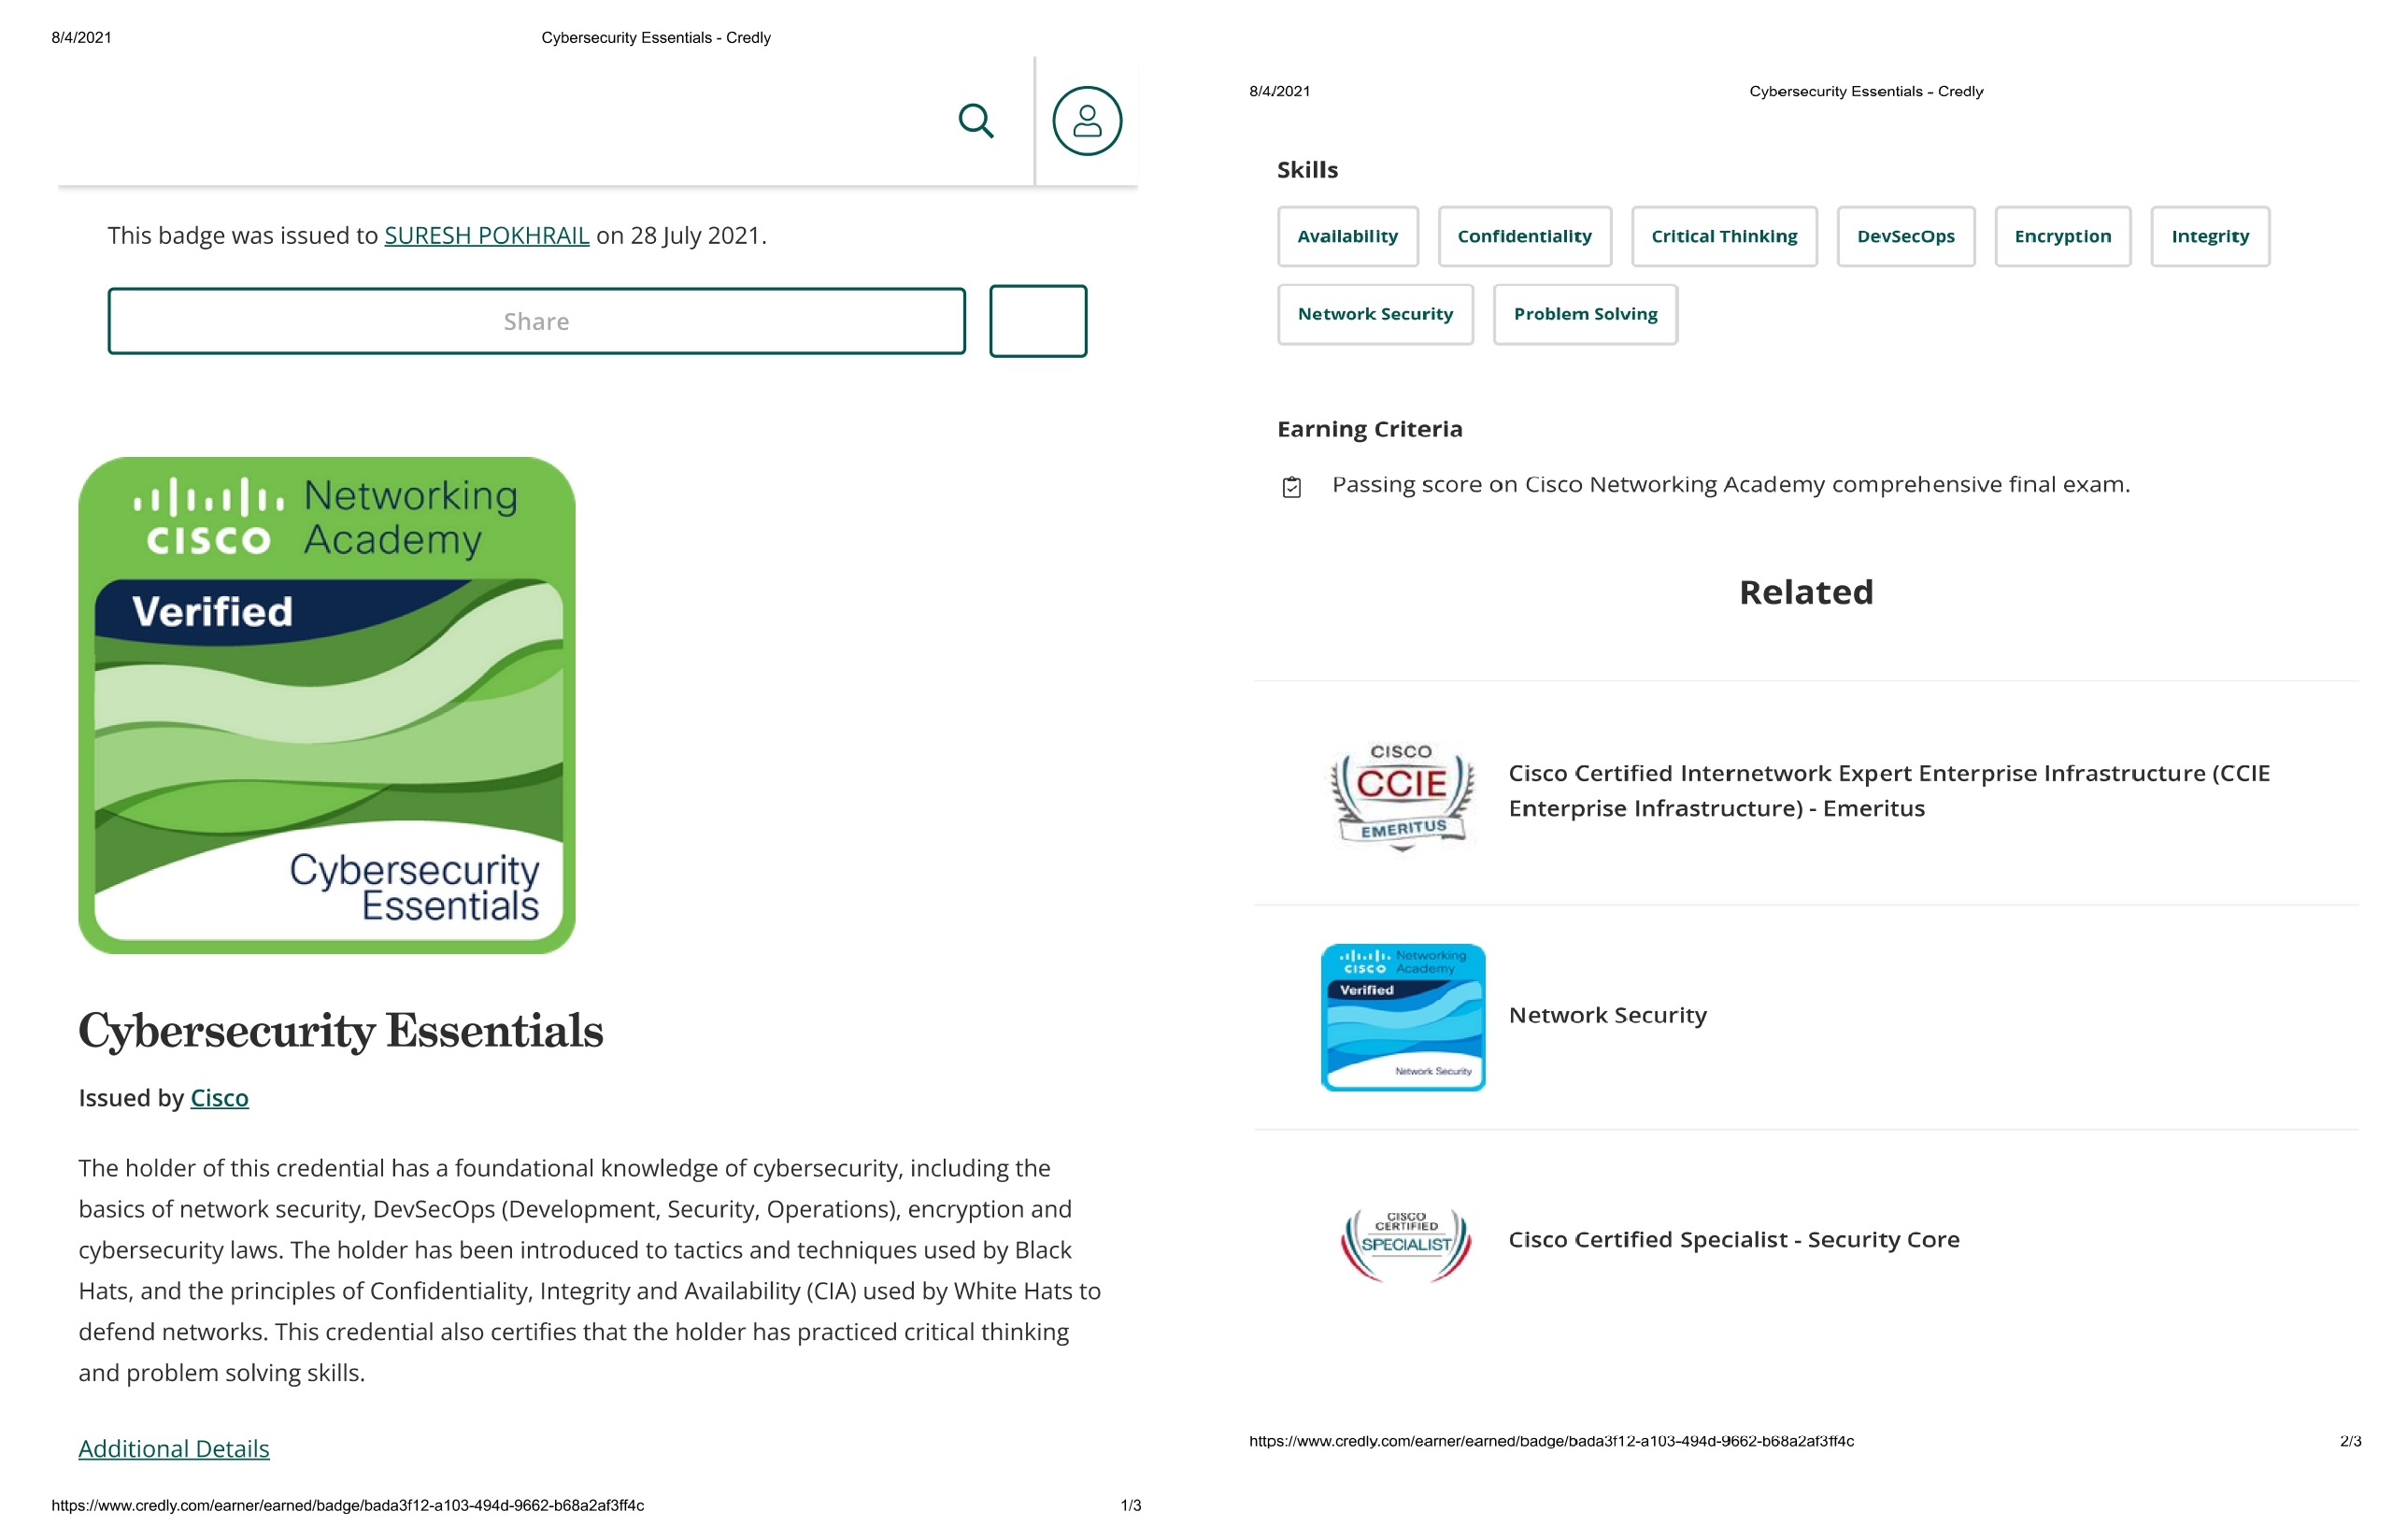 8/4/2021
Cybersecurity Essentials - Credly
This badge was issued to SURESH POKHRAIL on 28 July 2021.
Share
CISCO
Networking
Academy
Verified
Cybersecurity
Essentials
Cybersecurity Essentials
Issued by Cisco
The holder of this credential has a foundational knowledge of cybersecurity, including the
basics of network security, DevSecOps (Development, Security, Operations), encryption and
cybersecurity laws. The holder has been introduced to tactics and techniques used by Black
Hats, and the principles of Confidentiality, Integrity and Availability (CIA) used by White Hats to
defend networks. This credential also certifies that the holder has practiced critical thinking
and problem solving skills.
Additional Details
https://www.credly.com/earner/earned/badge/bada3f12-a103-494d-9662-b68a2af3ff4c
1/3
8/4/2021
Cybersecurity Essentials - Credly
Skills
Availability
Confidentiality
Critical Thinking
DevSecOps
Encryption
Integrity
Network Security
Problem Solving
Earning Criteria
Passing score on Cisco Networking Academy comprehensive final exam.
Related
CISCO
CCIE
EMERITUS
Cisco Certified Internetwork Expert Enterprise Infrastructure (CCIE
Enterprise Infrastructure) - Emeritus
CISCO
Networking
Academy
Verified
Network Security
Network Security
CISCO
CERTIFIED
SPECIALIST
Cisco Certified Specialist - Security Core
https://www.credly.com/earner/earned/badge/bada3f12-a103-494d-9662-b68a2af3ff4c
2/3